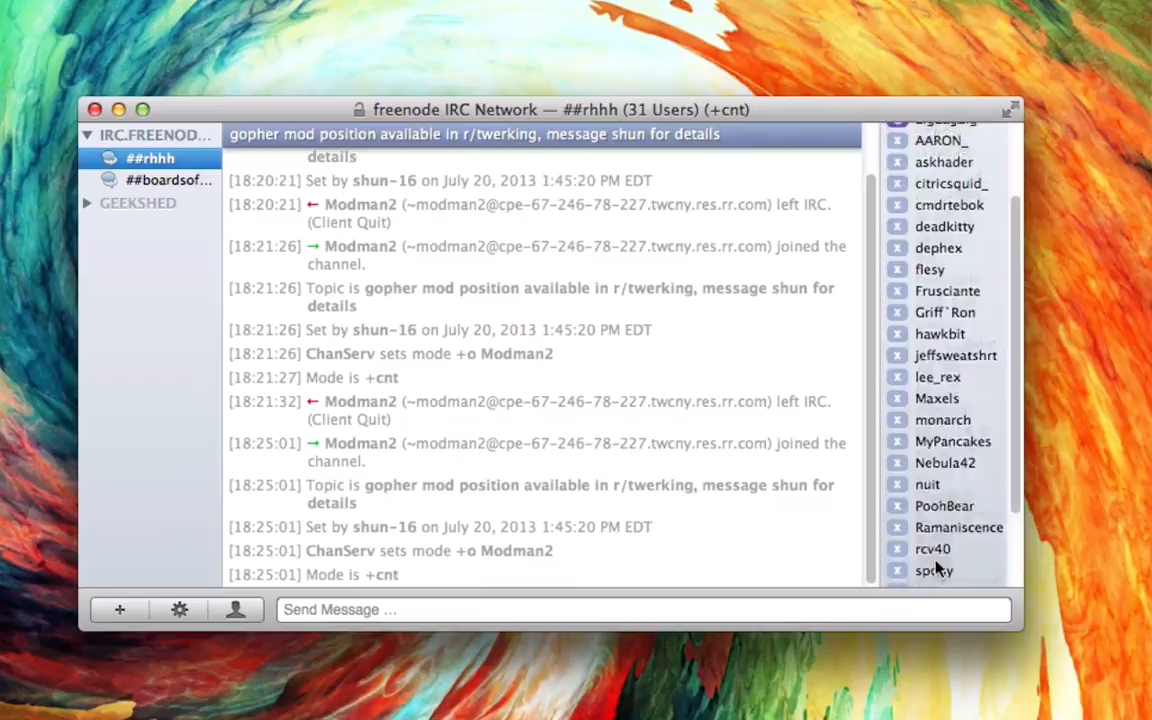 freenode IRC Network — ##rhhh (31 Users) (+cnt)
IRC.FREENOD...
##rhhh
##boardsof...
GEEKSHED
gopher mod position available in r/twerking, message shun for details
details
[18:20:21] Set by shun-16 on July 20, 2013 1:45:20 PM EDT
[18:20:21] ← Modman2 (~modman2@cpe-67-246-78-227.twcny.res.rr.com) left IRC.
(Client Quit)
[18:21:26] → Modman2 (~modman2@cpe-67-246-78-227.twcny.res.rr.com) joined the
channel.
[18:21:26] Topic is gopher mod position available in r/twerking, message shun for
details
[18:21:26] Set by shun-16 on July 20, 2013 1:45:20 PM EDT
[18:21:26] ChanServ sets mode +o Modman2
[18:21:27] Mode is +cnt
[18:21:32] ← Modman2 (~modman2@cpe-67-246-78-227.twcny.res.rr.com) left IRC.
(Client Quit)
[18:25:01] → Modman2 (~modman2@cpe-67-246-78-227.twcny.res.rr.com) joined the
channel.
[18:25:01] Topic is gopher mod position available in r/twerking, message shun for
details
[18:25:01] Set by shun-16 on July 20, 2013 1:45:20 PM EDT
[18:25:01] ChanServ sets mode +o Modman2
[18:25:01] Mode is +cnt
x AARON_
x askhader
x citricsquid_
x cmdrtebok
x deadkitty
x dephex
x flesy
x Frusciante
x Griff`Ron
x hawkbit
x jeffsweatshrt
x lee_rex
x Maxels
x monarch
x MyPancakes
x Nebula42
x nuit
x PoohBear
x Ramaniscence
x rcv40
x
+
Send Message ...